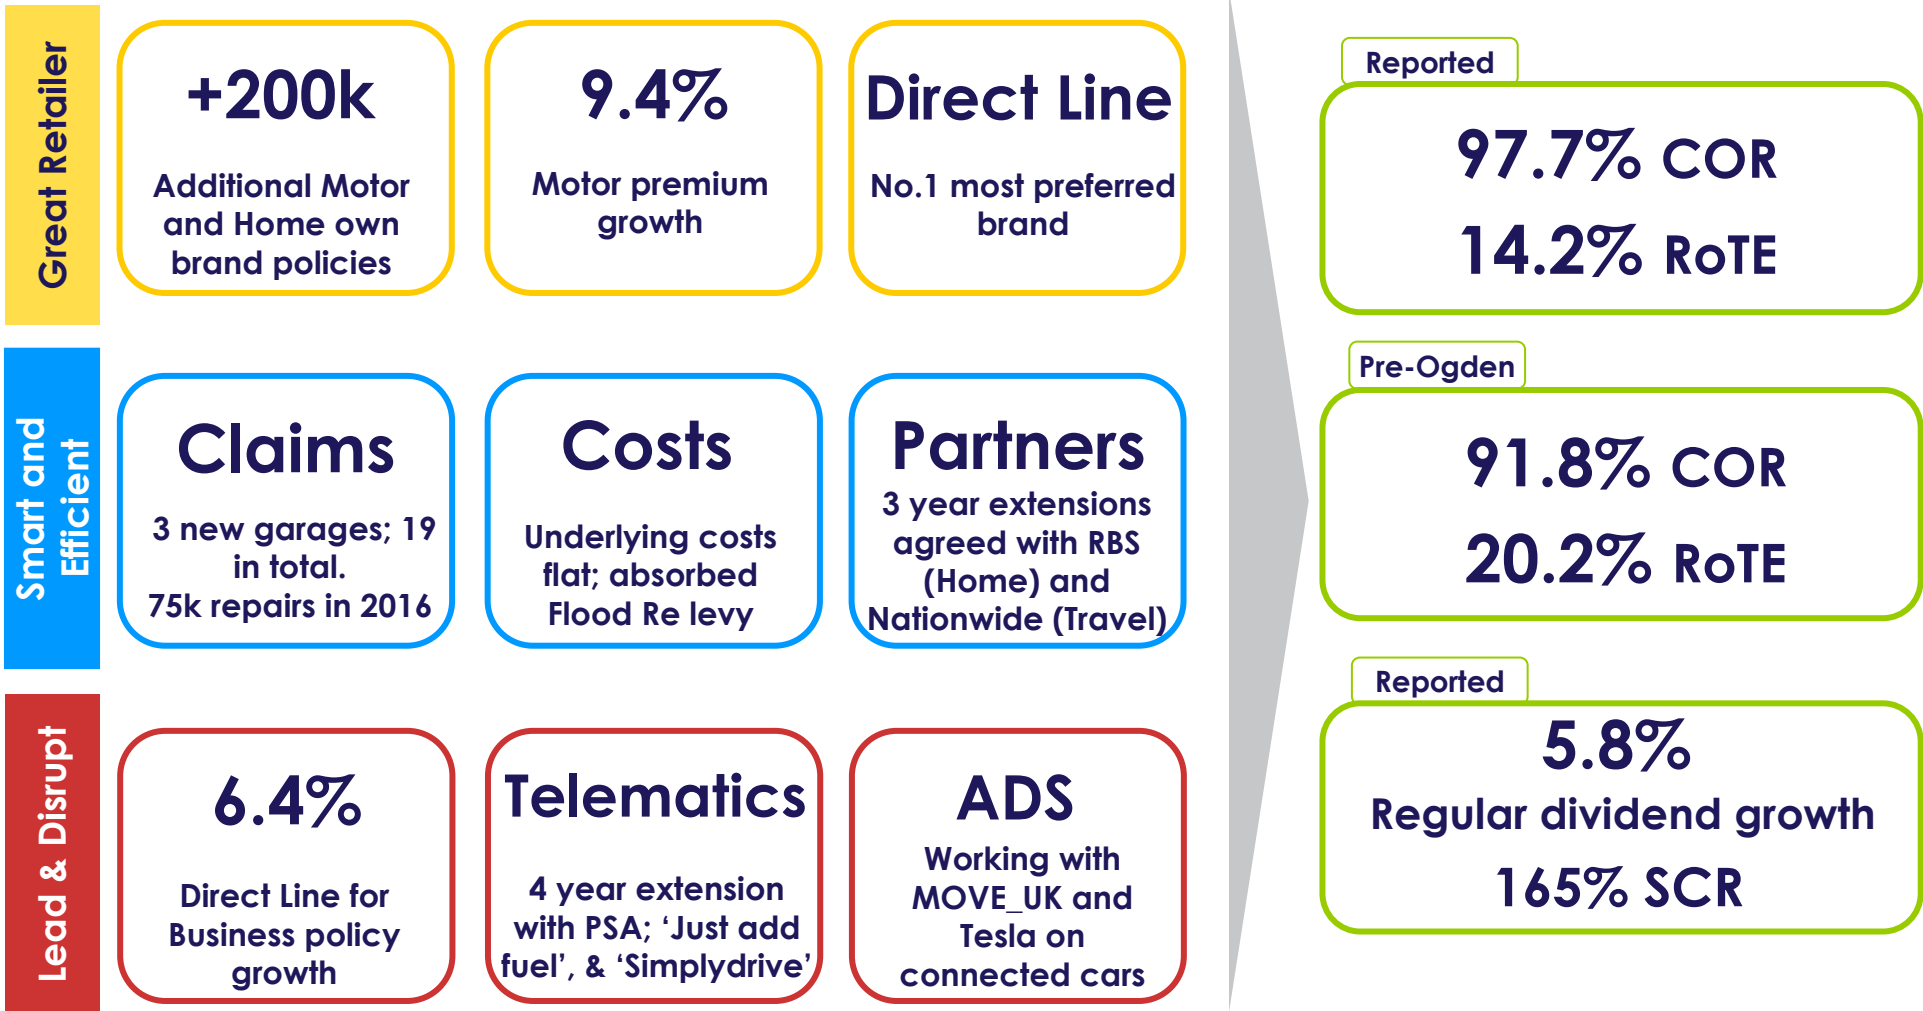 Great Retailer
+200k
Additional Motor
and Home own
brand policies
9.4%
Motor premium
growth
Direct Line
No.1 most preferred
brand
Smart and
Efficient
Claims
3 new garages; 19
in total.
75k repairs in 2016
Costs
Underlying costs
flat; absorbed
Flood Re levy
Partners
3 year extensions
agreed with RBS
(Home) and
Nationwide (Travel)
Lead & Disrupt
6.4%
Direct Line for
Business policy
growth
Telematics
4 year extension
with PSA; ‘Just add
fuel’, & ‘Simplydrive’
ADS
Working with
MOVE_UK and
Tesla on
connected cars
Reported
97.7% COR
14.2% RoTE
Pre-Ogden
91.8% COR
20.2% RoTE
Reported
5.8%
Regular dividend growth
165% SCR